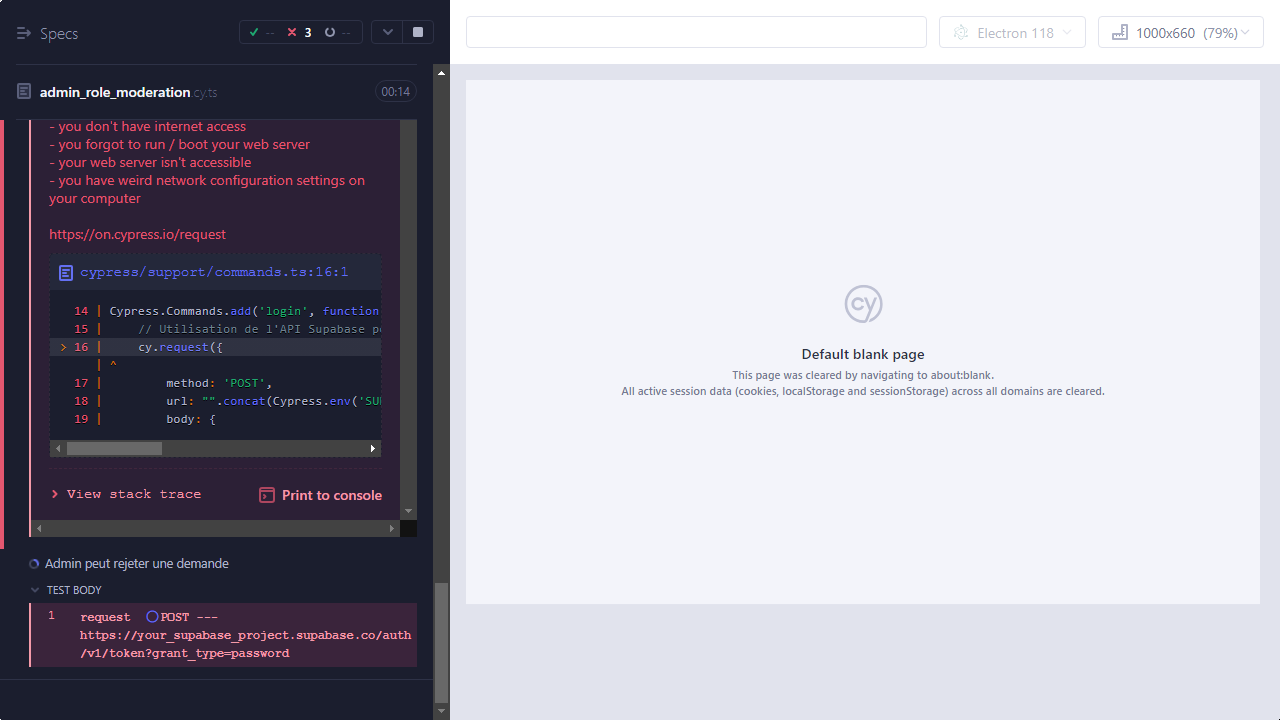 Specs
-- 3 --
Electron 118
1000x660 (79%)
admin_role_moderation.cy.ts
00:14
- you don't have internet access
- you forgot to run / boot your web server
- your web server isn't accessible
- you have weird network configuration settings on
your computer
https://on.cypress.io/request
cypress/support/commands.ts:16:1
14 | Cypress.Commands.add('login', function
15 | // Utilisation de l'API Supabase
> 16 | cy.request({
| ^
17 | method: 'POST',
18 | url: "".concat(Cypress.env('SU
19 | body: {
View stack trace
Print to console
Admin peut rejeter une demande
TEST BODY
1 request POST ---
https://your_supabase_project.supabase.co/auth
/v1/token?grant_type=password
cy
Default blank page
This page was cleared by navigating to about:blank.
All active session data (cookies, localStorage and sessionStorage) across all domains are cleared.